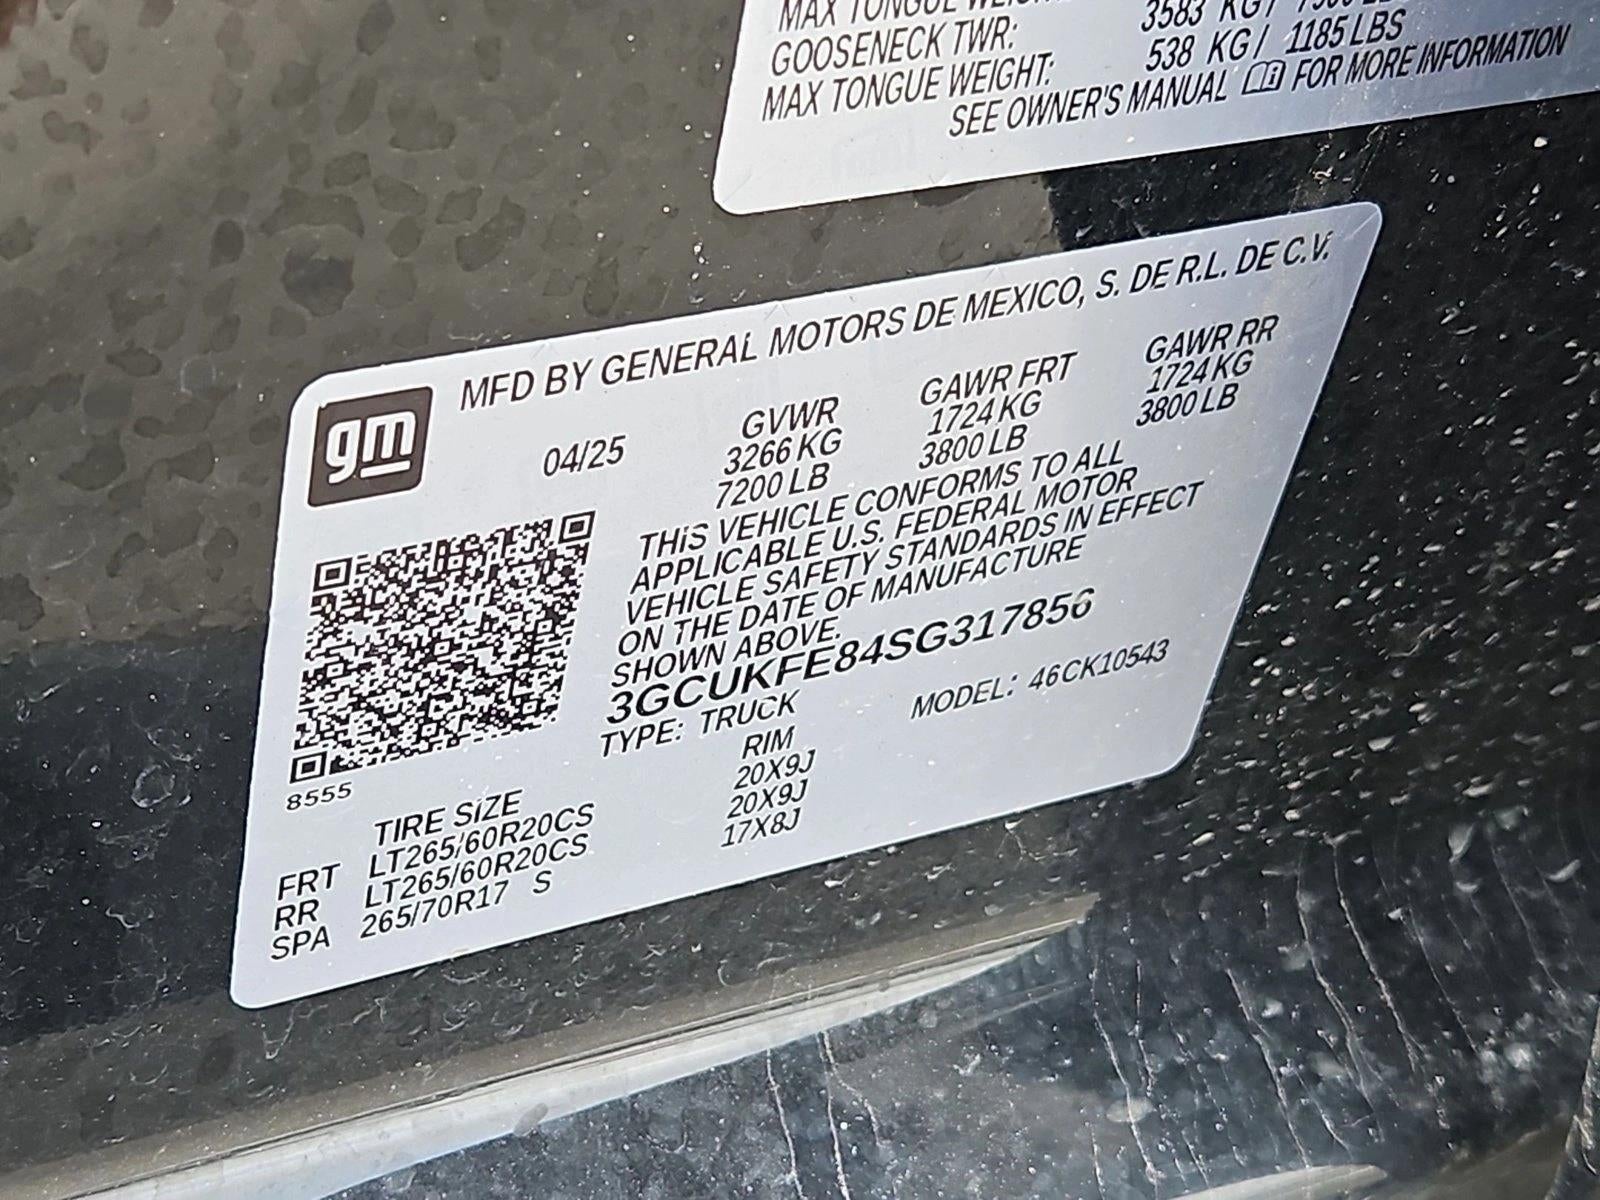 MAX TONGUE WEIGHT:
3583 KG /
GOOSENECK TWR: 538 KG / 1185 LBS
MAX TONGUE WEIGHT:
SEE OWNER'S MANUAL FOR MORE INFORMATION
gm
MFD BY GENERAL MOTORS DE MEXICO, S. DE R.L. DE C.V.
04/25 GVWR GAWR FRT GAWR RR
3266 KG 1724 KG 1724 KG
7200 LB 3800 LB 3800 LB
THIS VEHICLE CONFORMS TO ALL
APPLICABLE U.S. FEDERAL MOTOR
VEHICLE SAFETY STANDARDS IN EFFECT
ON THE DATE OF MANUFACTURE
SHOWN ABOVE.
3GCUKFE84SG317856
TYPE: TRUCK MODEL: 46CK10543
8555
TIRE SIZE RIM
FRT LT265/60R20CS 20X9J
RR LT265/60R20CS 20X9J
SPA 265/70R17 S 17X8J